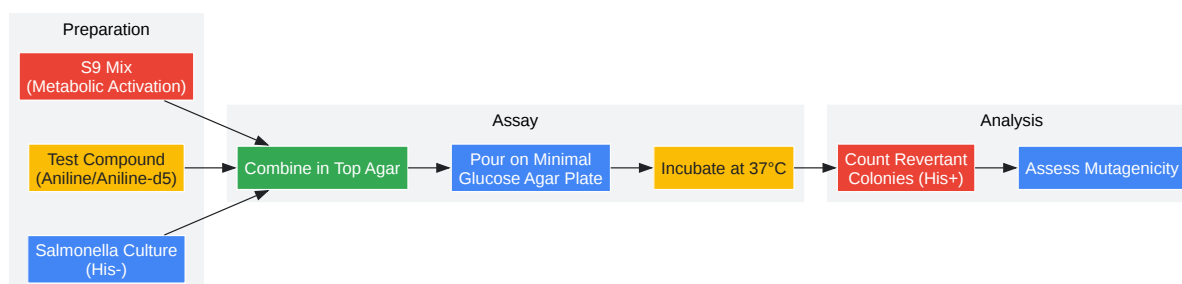 Preparation
S9 Mix
(Metabolic Activation)
Test Compound
(Aniline/Aniline-d5)
Salmonella Culture
(His-)
Assay
Combine in Top Agar
Pour on Minimal
Glucose Agar Plate
Incubate at 37°C
Analysis
Count Revertant
Colonies (His+)
Assess Mutagenicity